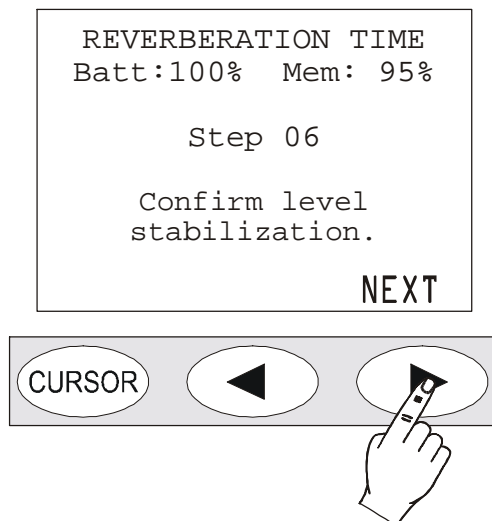 REVERBERATION TIME
Batt:100% Mem: 95%
Step 06
Confirm level
stabilization.
NEXT
CURSOR